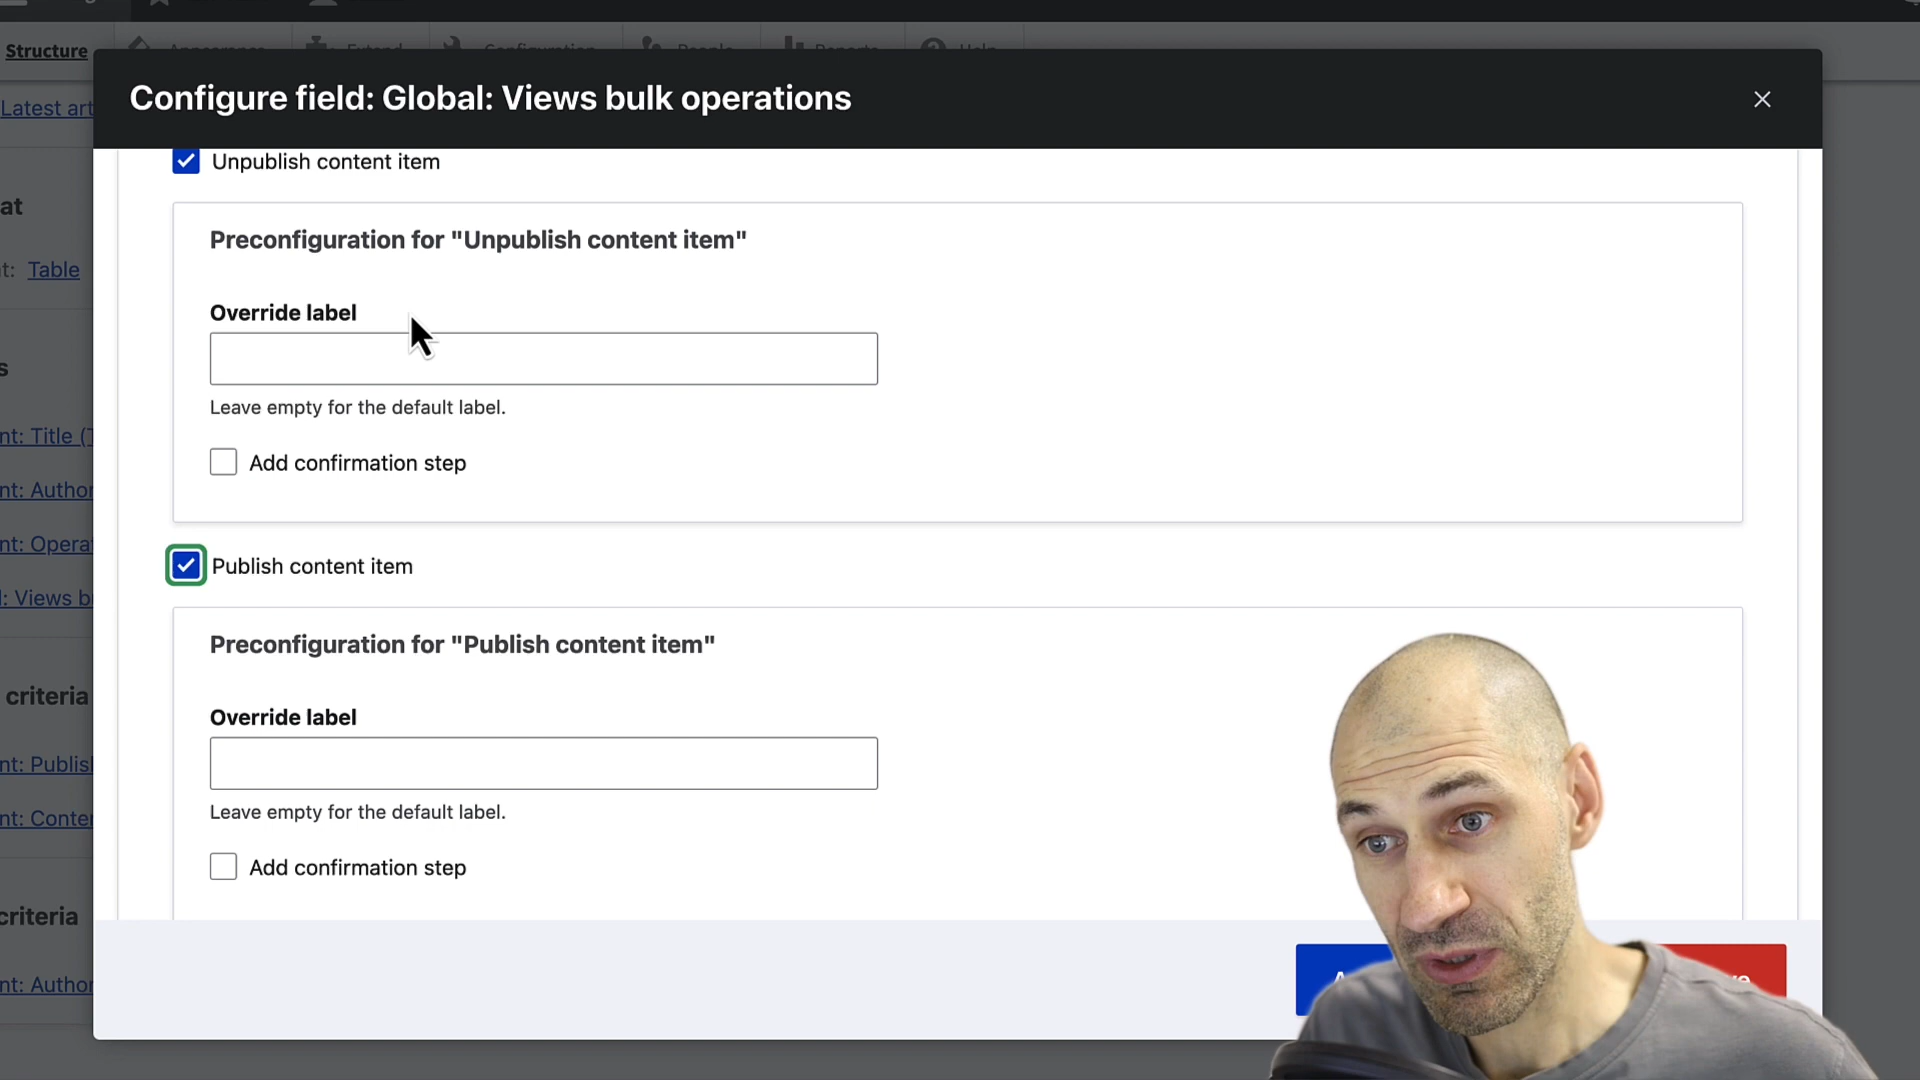 Structure
Configure field: Global: Views bulk operations
Latest art
Unpublish content item
at
Preconfiguration for "Unpublish content item"
t: Table
Override label
s
Leave empty for the default label.
nt: Title (T
Add confirmation step
nt: Author
nt: Operat
Publish content item
: Views b
Preconfiguration for "Publish content item"
criteria
Override label
nt: Publis
Leave empty for the default label.
nt: Conter
Add confirmation step
criteria
nt: Author